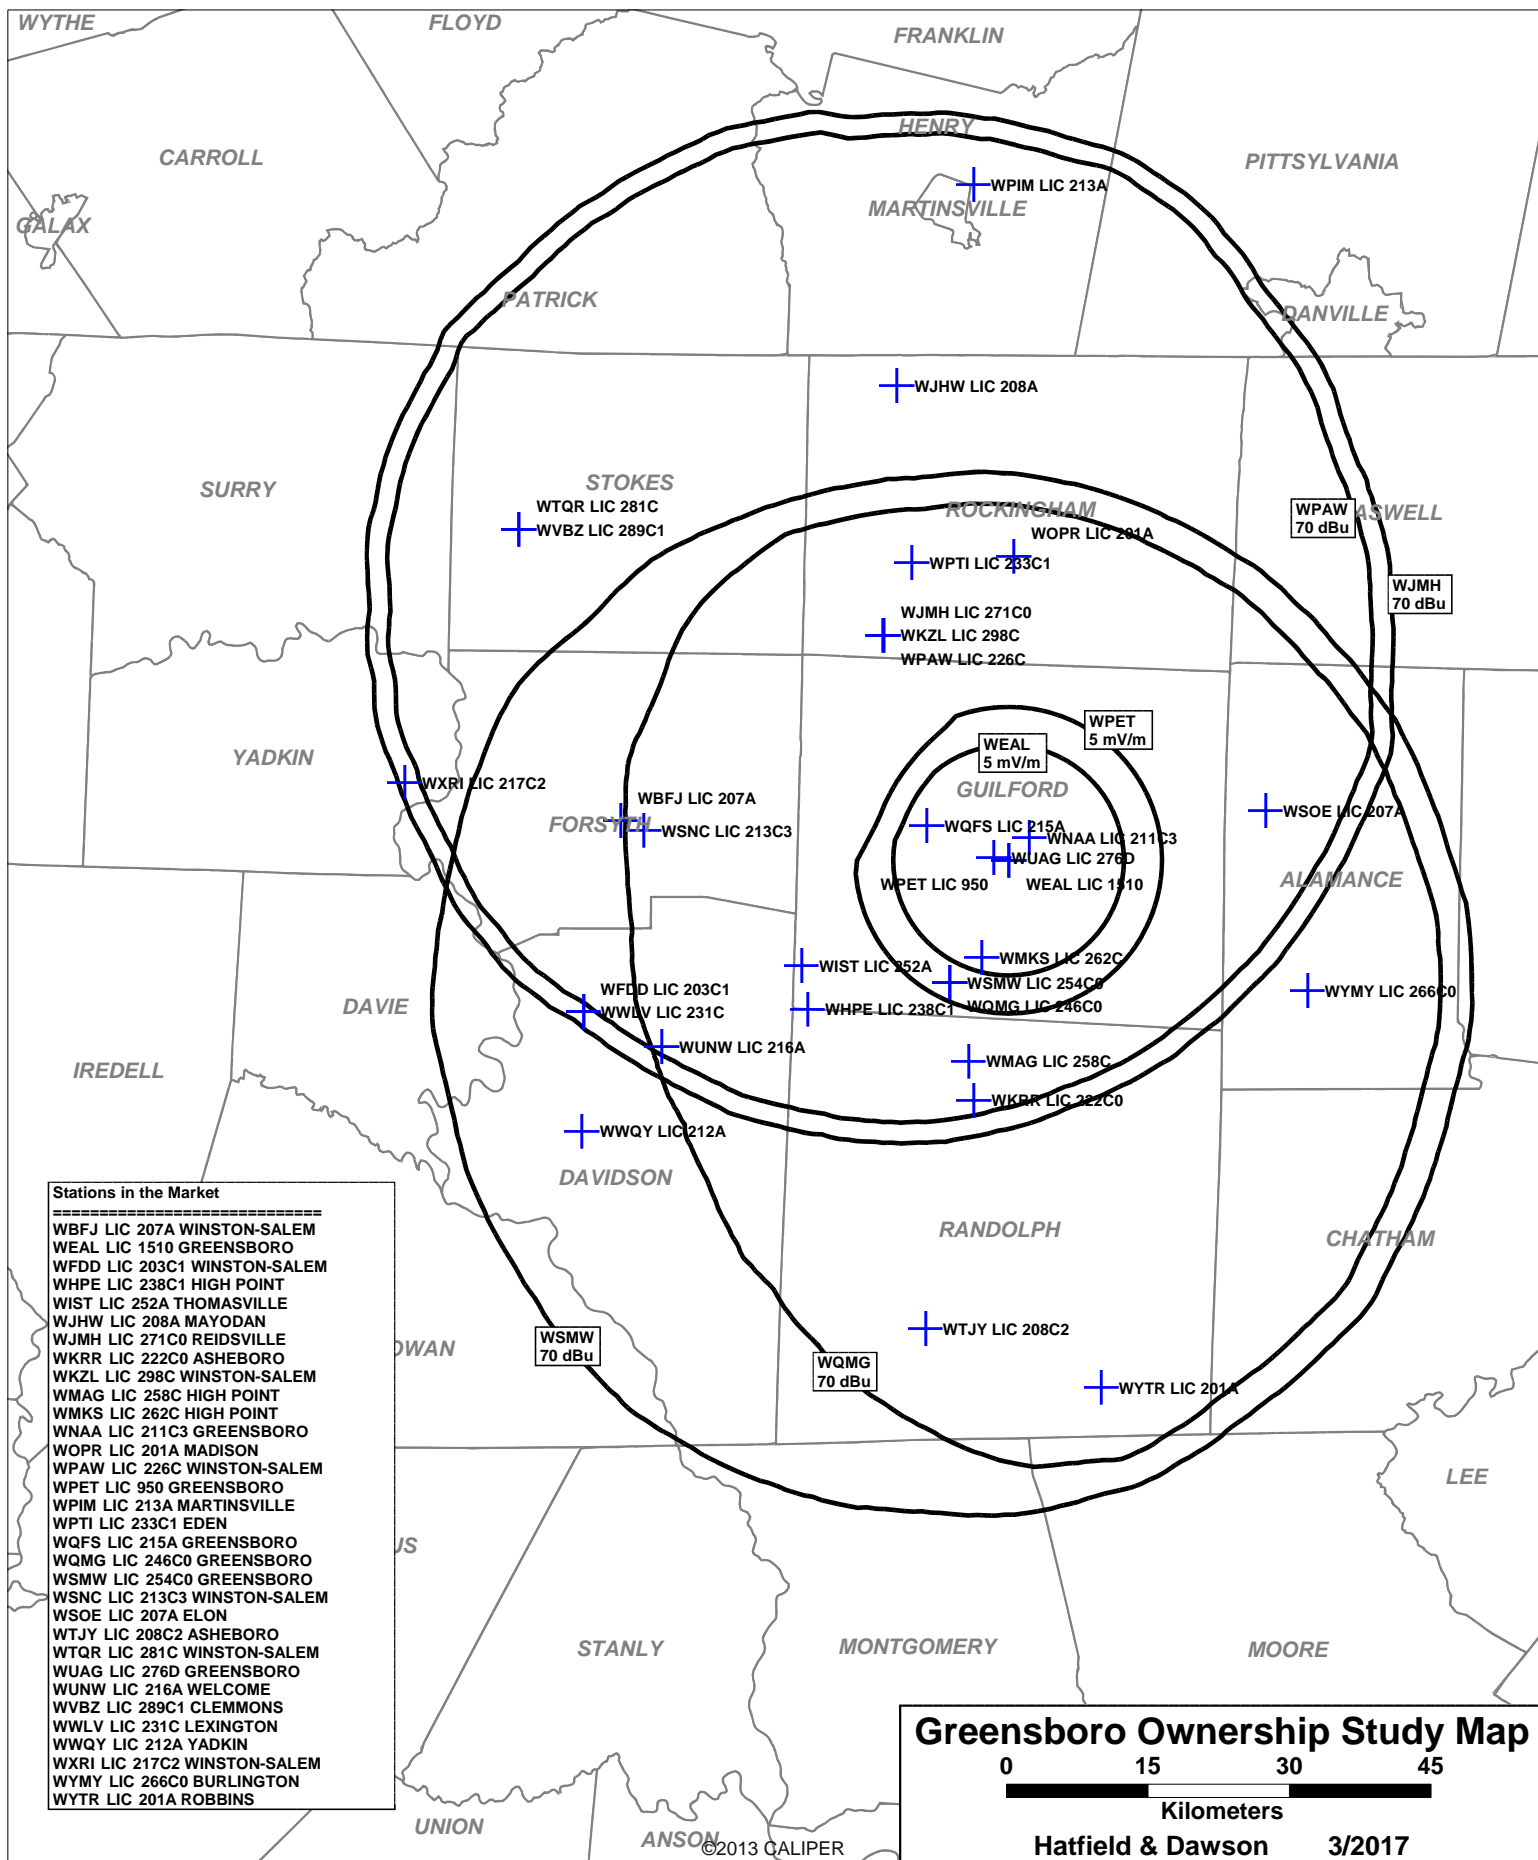 WYTHE
FLOYD
FRANKLIN
HENRY
CARROLL
PITTSYLVANIA
WPIM LIC 213A
MARTINSVILLE
GALAX
PATRICK
DANVILLE
WJHW LIC 208A
SURRY
STOKES
WTQR LIC 281C
WVBZ LIC 289C1
ROCKINGHAM
WOPR LIC 201A
WPTI LIC 233C1
WPAW
70 dBu
ASWELL
WJMH
70 dBu
WJMH LIC 271C0
WKZL LIC 298C
WPAW LIC 226C
WPET
5 mV/m
WEAL
5 mV/m
YADKIN
WXRI LIC 217C2
GUILFORD
WBFJ LIC 207A
FORSYTH
WSNC LIC 213C3
WQFS LIC 215A
WNAA LIC 211C3
WUAG LIC 276D
WPET LIC 950
WEAL LIC 1510
WSOE LIC 207A
ALAMANCE
WIST LIC 252A
WMKS LIC 262C
WSMW LIC 254C0
WQMG LIC 246C0
WHPE LIC 238C1
WYMY LIC 266C0
DAVIE
WFDD LIC 203C1
WWLV LIC 231C
WUNW LIC 216A
IREDELL
WMAG LIC 258C
WKRR LIC 222C0
WWQY LIC 212A
DAVIDSON
RANDOLPH
CHATHAM
WTJY LIC 208C2
WSMW
70 dBu
WQMG
70 dBu
WYTR LIC 201A
OWAN
LEE
US
STANLY
MONTGOMERY
MOORE
UNION
ANSON
Stations in the Market
==============================
WBFJ LIC 207A WINSTON-SALEM
WEAL LIC 1510 GREENSBORO
WFDD LIC 203C1 WINSTON-SALEM
WHPE LIC 238C1 HIGH POINT
WIST LIC 252A THOMASVILLE
WJHW LIC 208A MAYODAN
WJMH LIC 271C0 REIDSVILLE
WKRR LIC 222C0 ASHEBORO
WKZL LIC 298C WINSTON-SALEM
WMAG LIC 258C HIGH POINT
WMKS LIC 262C HIGH POINT
WNAA LIC 211C3 GREENSBORO
WOPR LIC 201A MADISON
WPAW LIC 226C WINSTON-SALEM
WPET LIC 950 GREENSBORO
WPIM LIC 213A MARTINSVILLE
WPTI LIC 233C1 EDEN
WQFS LIC 215A GREENSBORO
WQMG LIC 246C0 GREENSBORO
WSMW LIC 254C0 GREENSBORO
WSNC LIC 213C3 WINSTON-SALEM
WSOE LIC 207A ELON
WTJY LIC 208C2 ASHEBORO
WTQR LIC 281C WINSTON-SALEM
WUAG LIC 276D GREENSBORO
WUNW LIC 216A WELCOME
WVBZ LIC 289C1 CLEMMONS
WWLV LIC 231C LEXINGTON
WWQY LIC 212A YADKIN
WXRI LIC 217C2 WINSTON-SALEM
WYMY LIC 266C0 BURLINGTON
WYTR LIC 201A ROBBINS
Greensboro Ownership Study Map
0 15 30 45
Kilometers
Hatfield & Dawson 3/2017
©2013 CALIPER